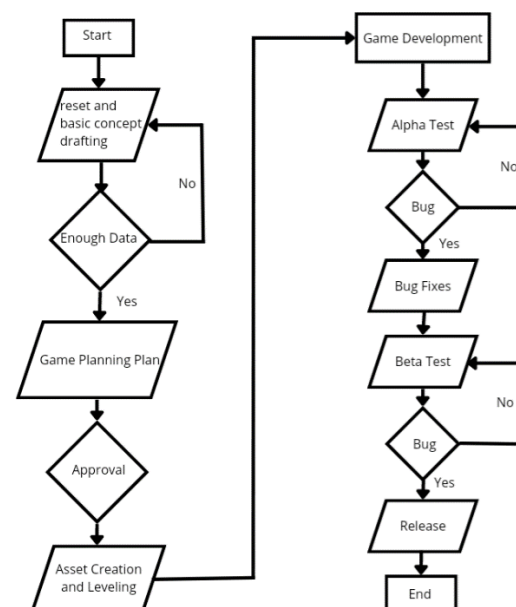 Start
reset and
basic concept
drafting
No
Enough Data
Yes
Game Planning Plan
Approval
Asset Creation
and Leveling
Game Development
Alpha Test
No
Bug
Yes
Bug Fixes
Beta Test
No
Bug
Yes
Release
End